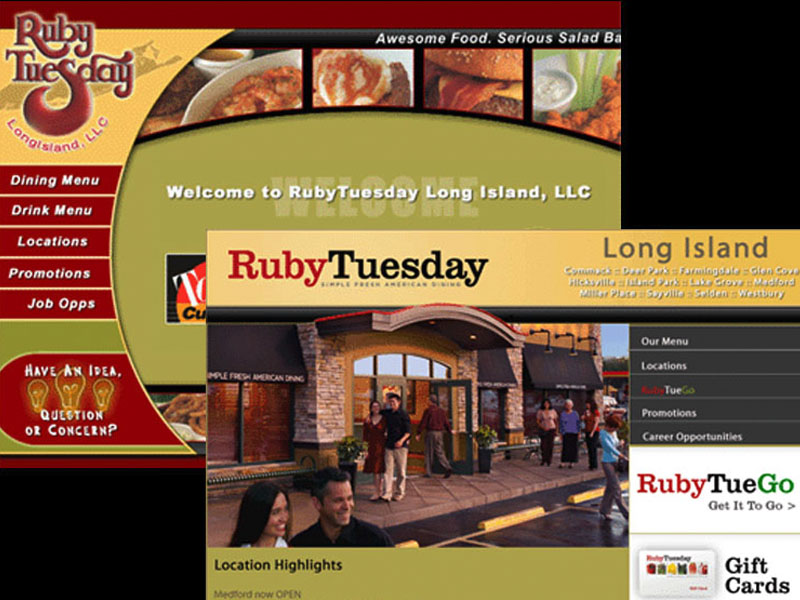 Ruby
Tuesday
LongIsland, LLC
Awesome Food. Serious Salad Ba
Dining Menu
Drink Menu
Locations
Promotions
Job Opps
HAVE AN IDEA,
QUESTION
OR CONCERN?
WELCOME
Welcome to RubyTuesday Long Island, LLC
Cu
RubyTuesday
SIMPLE FRESH AMERICAN DINING
Long Island
Commack :: Deer Park :: Farmingdale :: Glen Cove
Hicksville :: Island Park :: Lake Grove :: Medford
Miller Place :: Sayville :: Selden :: Westbury
SIMPLE FRESH AMERICAN DINING
Our Menu
Locations
RubyTueGo
Promotions
Career Opportunities
RubyTueGo
Get It To Go >
RubyTuesday
Gift Card
Gift
Cards
Location Highlights
Medford now OPEN